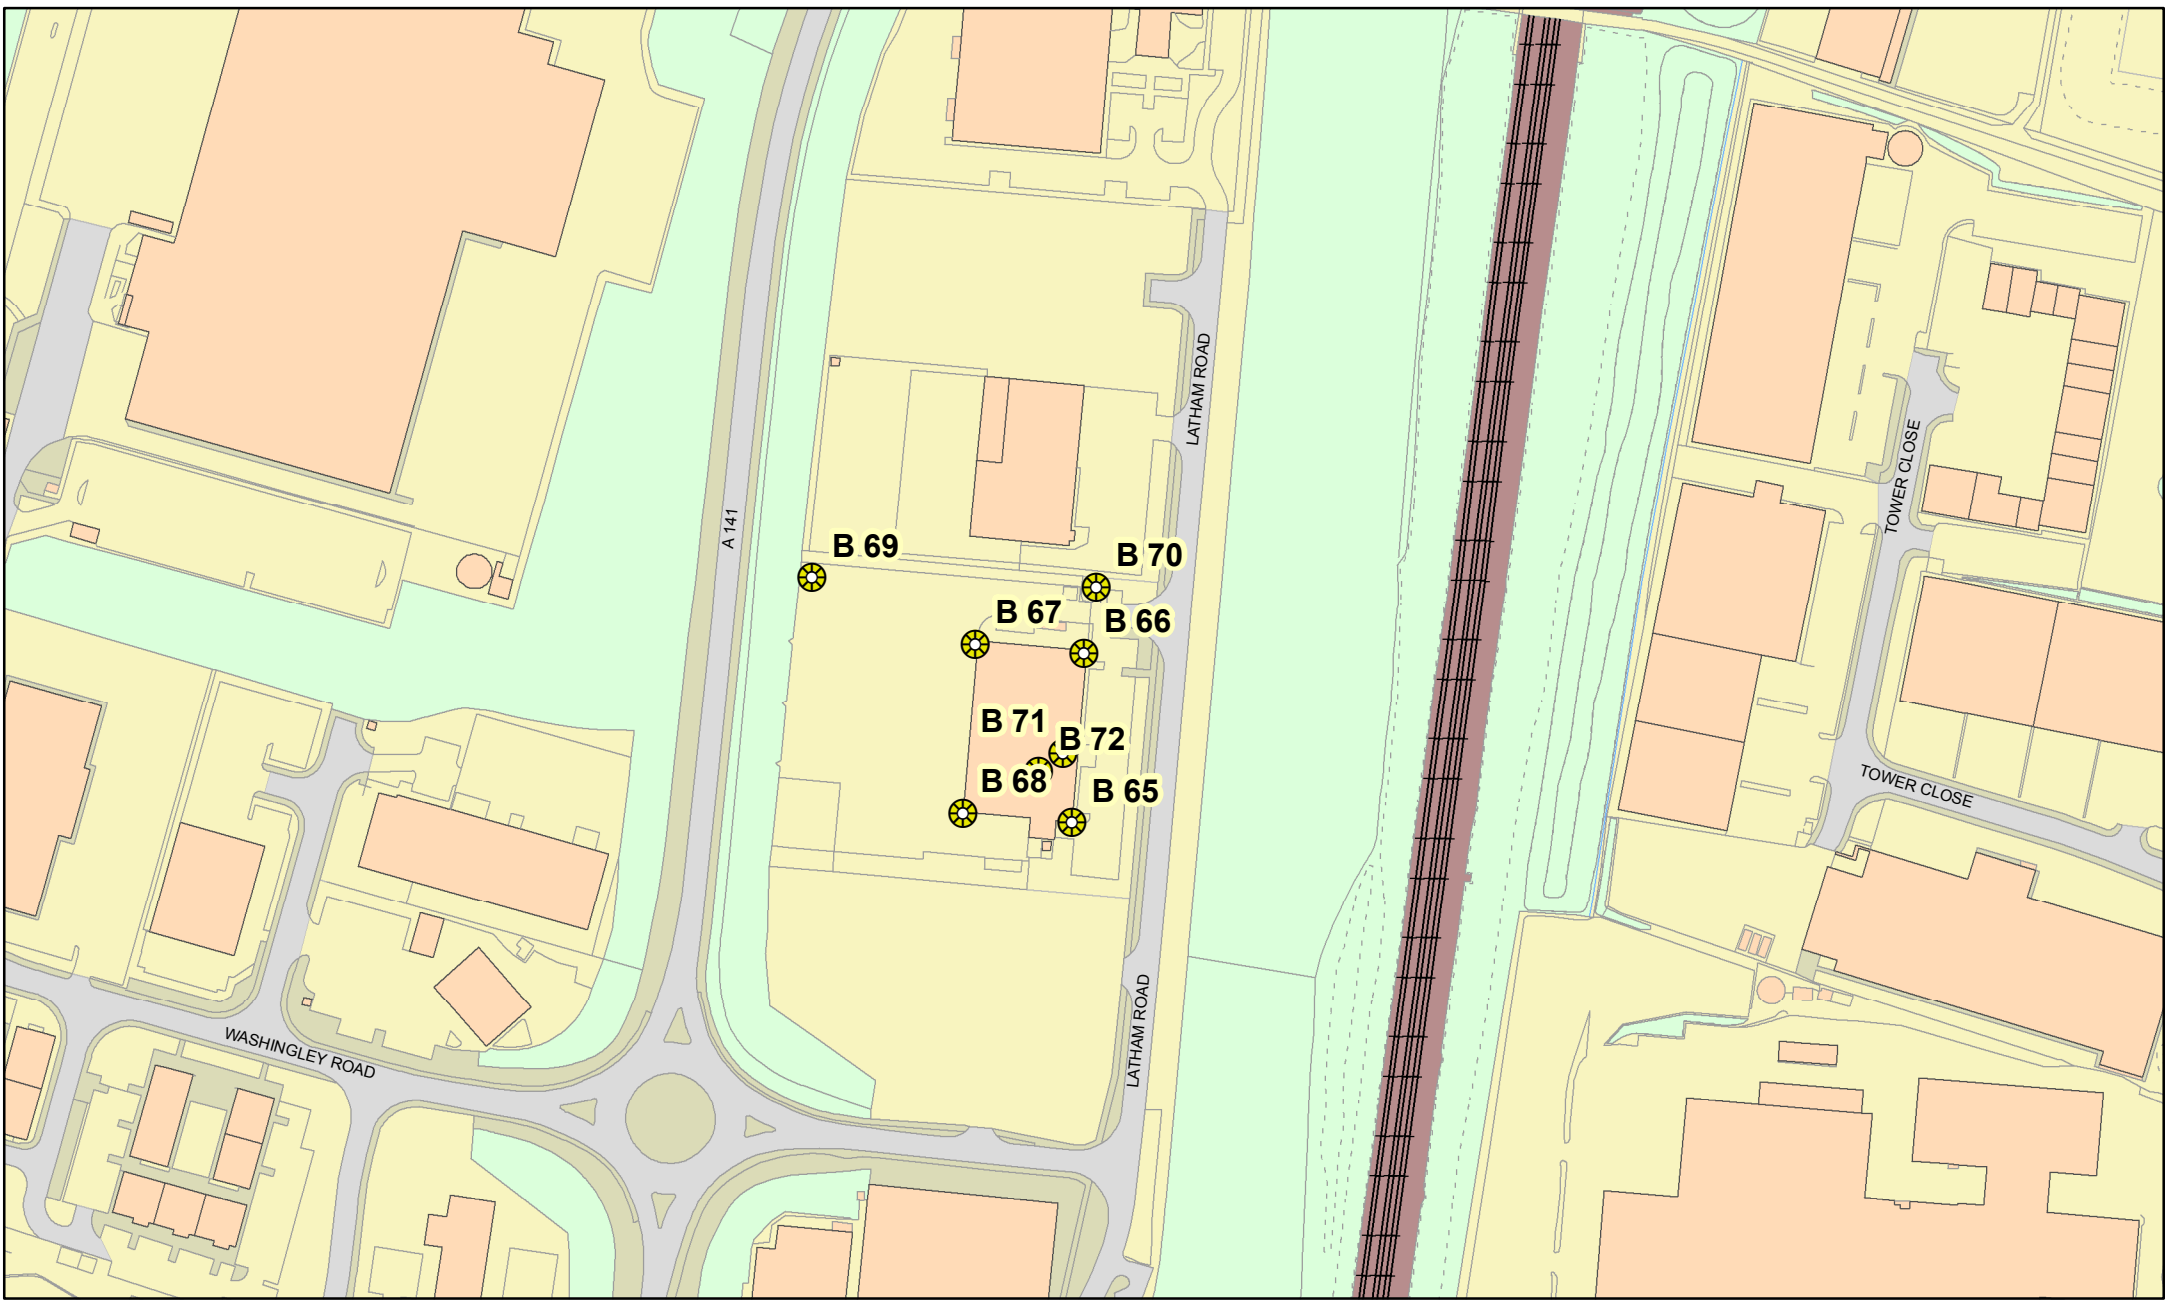 LATHAM ROAD
TOWER CLOSE
A 141
B 69
B 70
B 67
B 66
B 71
B 72
B 68
B 65
TOWER CLOSE
LATHAM ROAD
WASHINGLEY ROAD